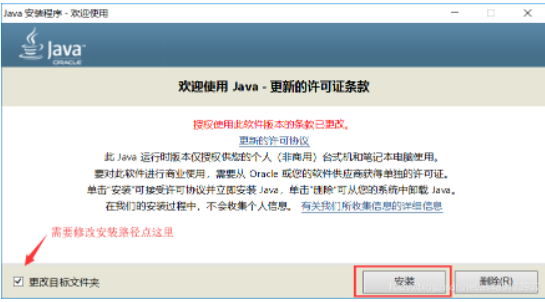 Java 安装程序 - 欢迎使用
Java
ORACLE
欢迎使用 Java - 更新的许可证条款
授权使用此软件版本的条款已更改。
更新的许可协议
此 Java 运行时版本仅授权供您的个人（非商用）台式机和笔记本电脑使用。
要对此软件进行商业使用，需要从 Oracle 或您的软件供应商获得单独的许可证。
单击“安装”可接受许可协议并立即安装 Java，单击“删除”可从您的系统中卸载 Java。
在我们的安装过程中，不会收集个人信息。 有关我们所收集信息的详细信息
需要修改安装路径点这里
更改目标文件夹
安装
删除(R)